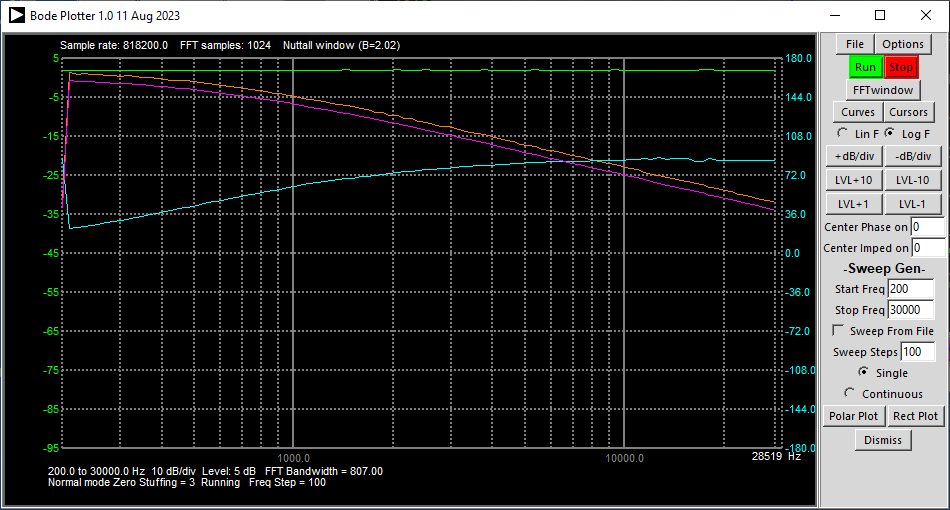 Bode Plotter 1.0 11 Aug 2023
Sample rate: 818200.0 FFT samples: 1024 Nuttall window (B=2.02)
5 180.0
-5 144.0
-15 108.0
-25 72.0
-35 36.0
-45 0.0
-55 -36.0
-65 -72.0
-75 -108.0
-85 -144.0
-95 -180.0
1000.0 10000.0 28519 Hz
200.0 to 30000.0 Hz 10 dB/div Level: 5 dB FFT Bandwidth = 807.00
Normal mode Zero Stuffing = 3 Running Freq Step = 100
File Options
Run Stop
FFTwindow
Curves Cursors
Lin F Log F
+dB/div -dB/div
LVL+10 LVL-10
LVL+1 LVL-1
Center Phase on 0
Center Imped on 0
-Sweep Gen-
Start Freq 200
Stop Freq 30000
Sweep From File
Sweep Steps 100
Single
Continuous
Polar Plot Rect Plot
Dismiss